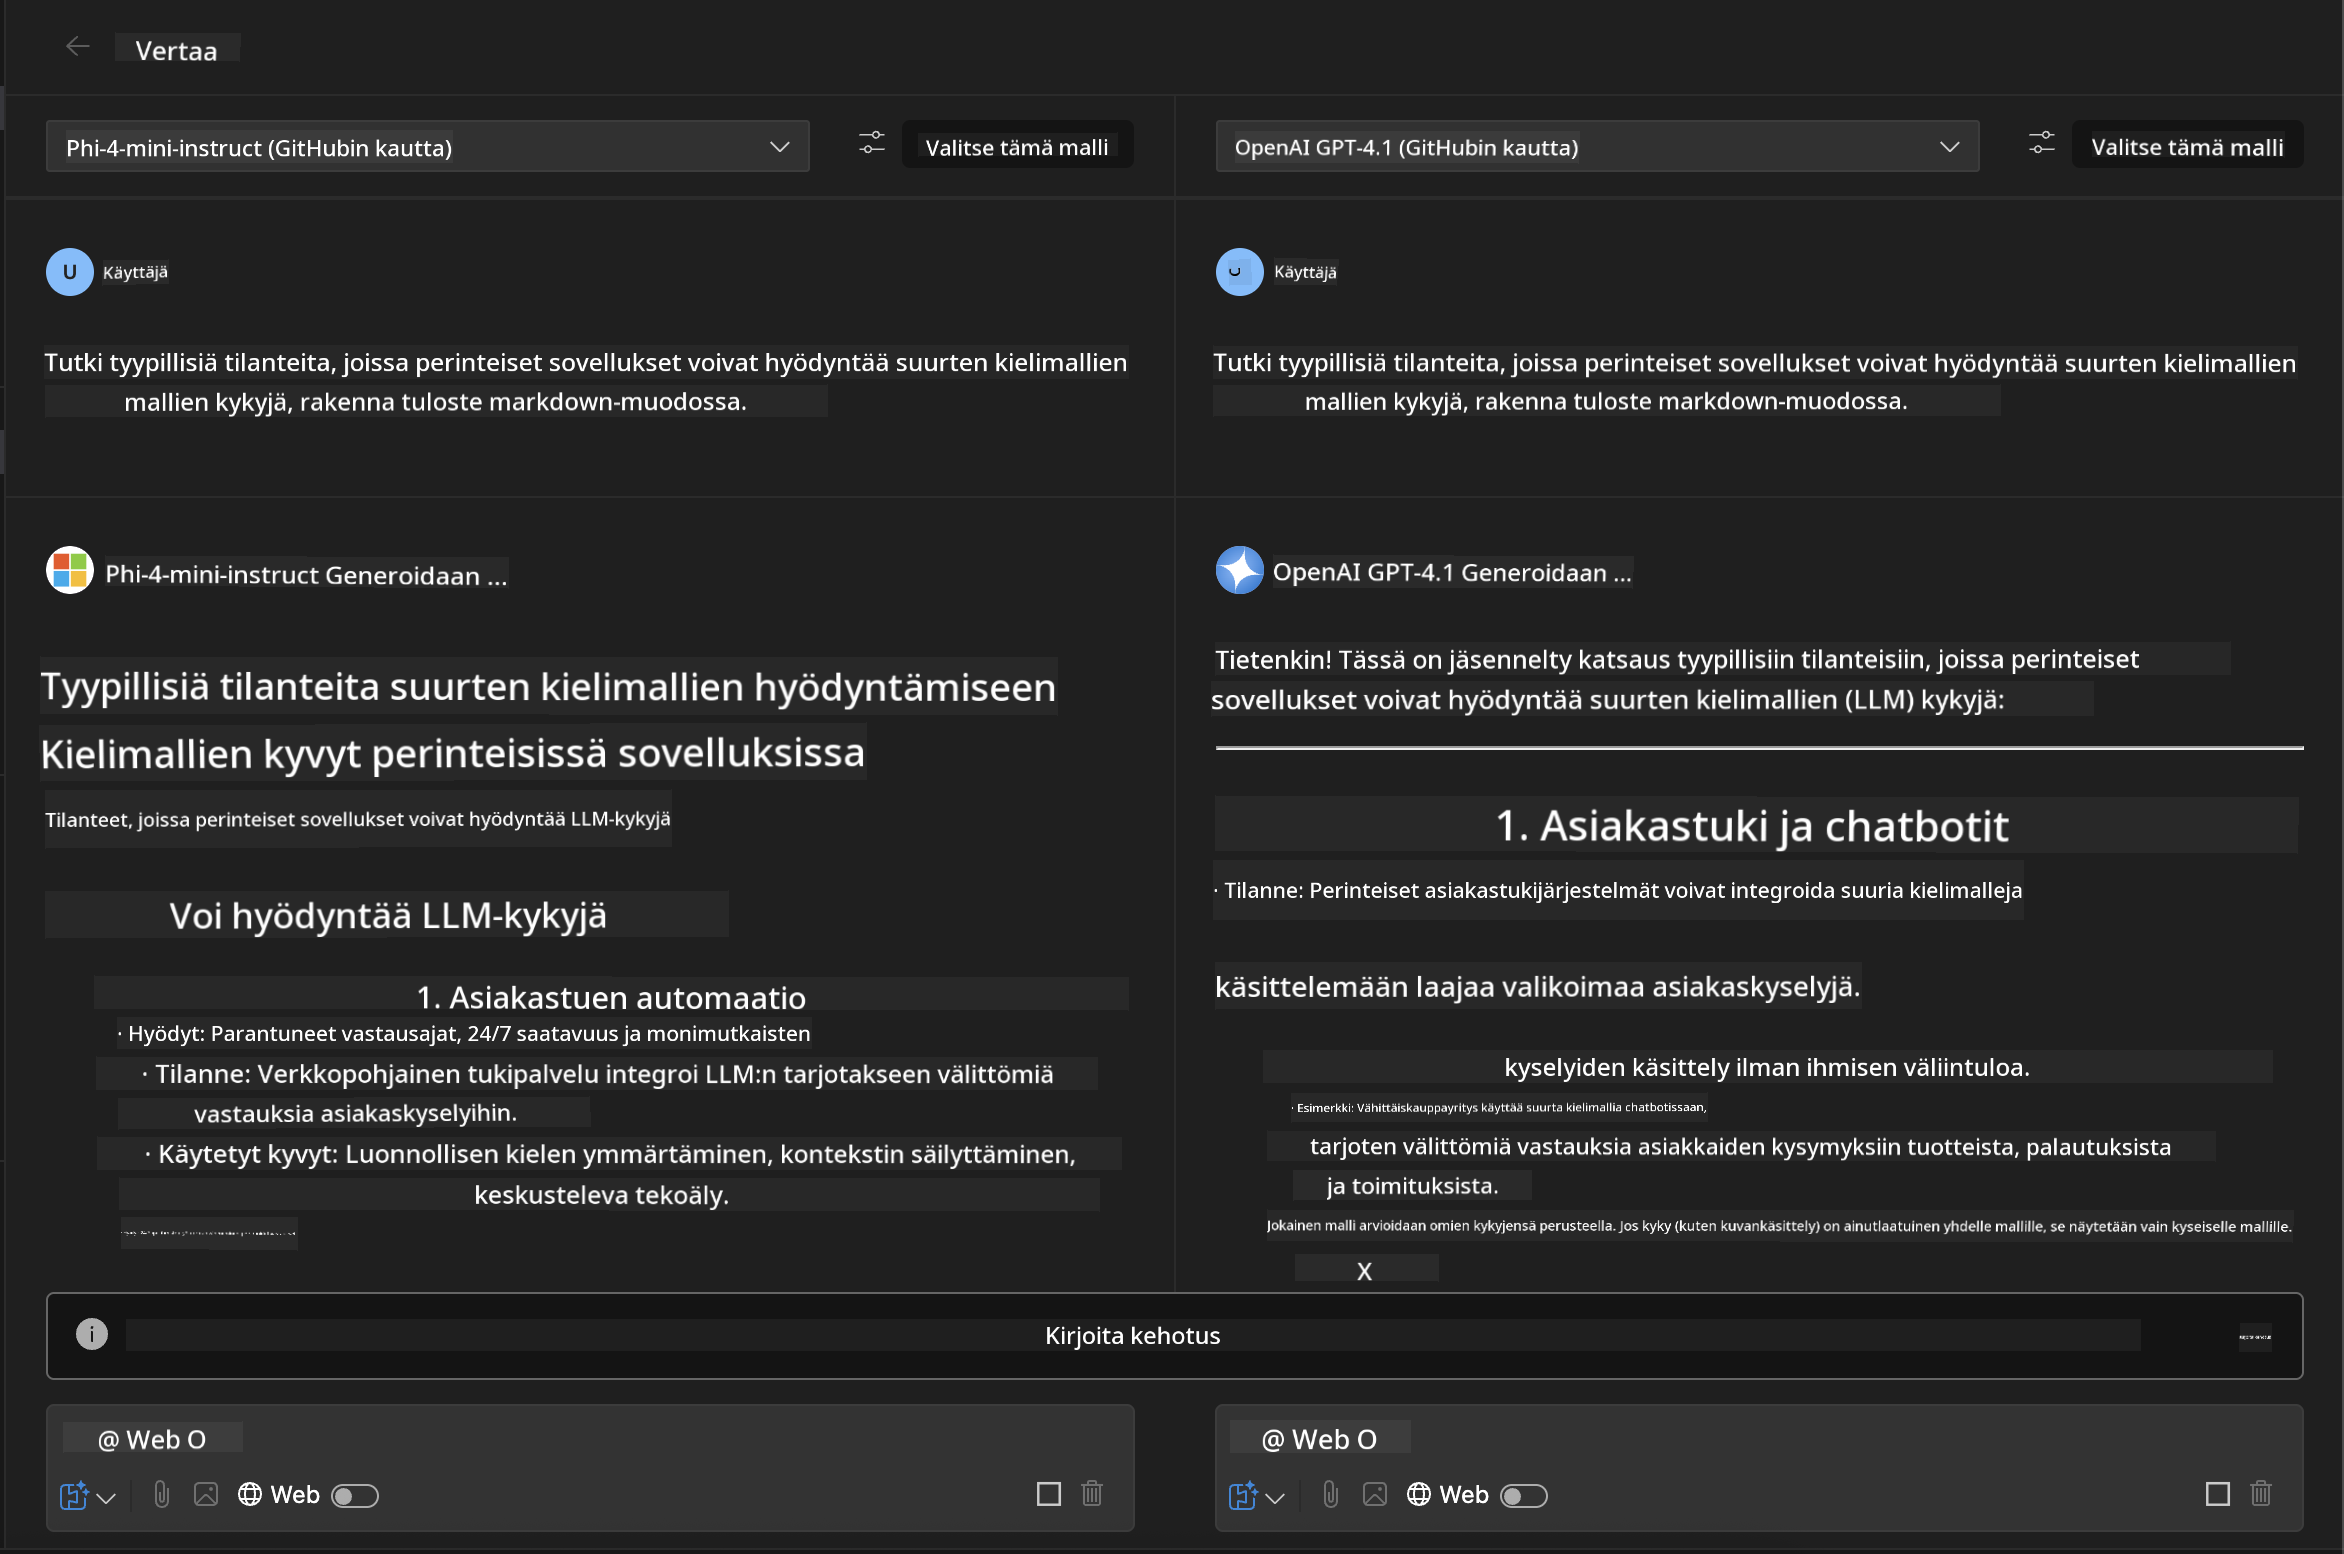 Vertaa
Phi-4-mini-instruct (GitHubin kautta)
Valitse tämä malli
OpenAI GPT-4.1 (GitHubin kautta)
Valitse tämä malli
U
Käyttäjä
Käyttäjä
Tutki tyypillisiä tilanteita, joissa perinteiset sovellukset voivat hyödyntää suurten kielimallien
mallien kykyjä, rakenna tuloste markdown-muodossa.
Tutki tyypillisiä tilanteita, joissa perinteiset sovellukset voivat hyödyntää suurten kielimallien
mallien kykyjä, rakenna tuloste markdown-muodossa.
Phi-4-mini-instruct Generoidaan ...
Tyypillisiä tilanteita suurten kielimallien hyödyntämiseen
Kielimallien kyvyt perinteisissä sovelluksissa
Tilanteet, joissa perinteiset sovellukset voivat hyödyntää LLM-kykyjä
Voi hyödyntää LLM-kykyjä
1. Asiakastuen automaatio
· Hyödyt: Parantuneet vastausajat, 24/7 saatavuus ja monimutkaisten
· Tilanne: Verkkopohjainen tukipalvelu integroi LLM:n tarjotakseen välittömiä
vastauksia asiakaskyselyihin.
· Käytetyt kyvyt: Luonnollisen kielen ymmärtäminen, kontekstin säilyttäminen,
keskusteleva tekoäly.
OpenAI GPT-4.1 Generoidaan ...
Tietenkin! Tässä on jäsennelty katsaus tyypillisiin tilanteisiin, joissa perinteiset
sovellukset voivat hyödyntää suurten kielimallien (LLM) kykyjä:
1. Asiakastuki ja chatbotit
· Tilanne: Perinteiset asiakastukijärjestelmät voivat integroida suuria kielimalleja
käsittelemään laajaa valikoimaa asiakaskyselyjä.
kyselyiden käsittely ilman ihmisen väliintuloa.
· Esimerkki: Vähittäiskauppayritys käyttää suurta kielimallia chatbotissaan,
tarjoten välittömiä vastauksia asiakkaiden kysymyksiin tuotteista, palautuksista
ja toimituksista.
Jokainen malli arvioidaan omien kykyjensä perusteella. Jos kyky (kuten kuvankäsittely) on ainutlaatuinen yhdelle mallille, se näytetään vain kyseiselle mallille.
X
Kirjoita kehotus
@ Web O
Web
@ Web O
Web